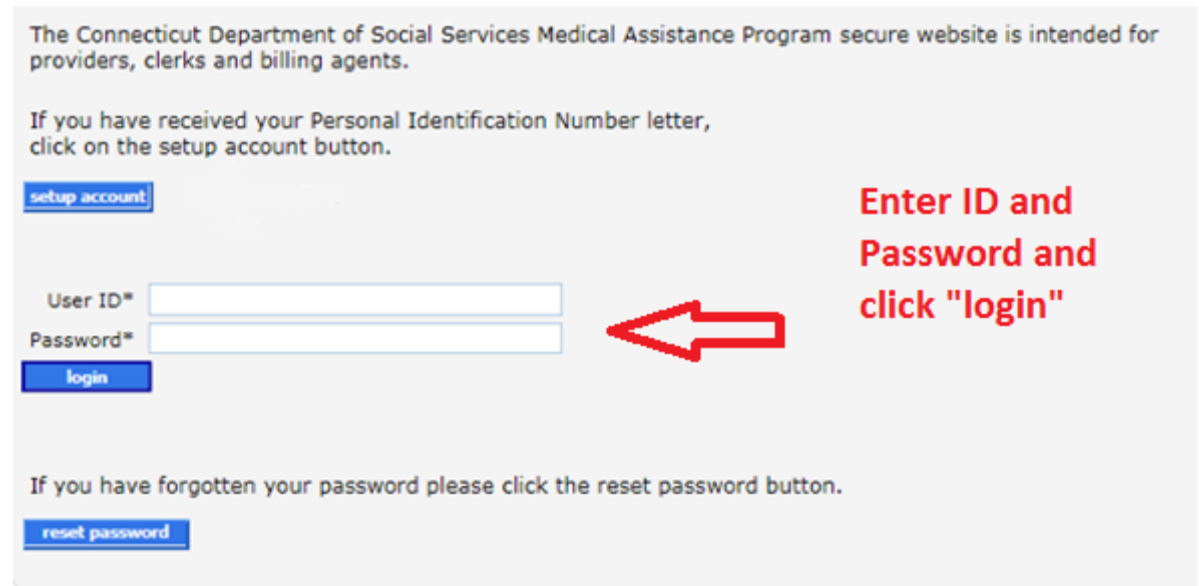 The Connecticut Department of Social Services Medical Assistance Program secure website is intended for
providers, clerks and billing agents.
If you have received your Personal Identification Number letter,
click on the setup account button.
setup account
Enter ID and
Password and
click "login"
User ID*
Password*
login
If you have forgotten your password please click the reset password button.
reset password